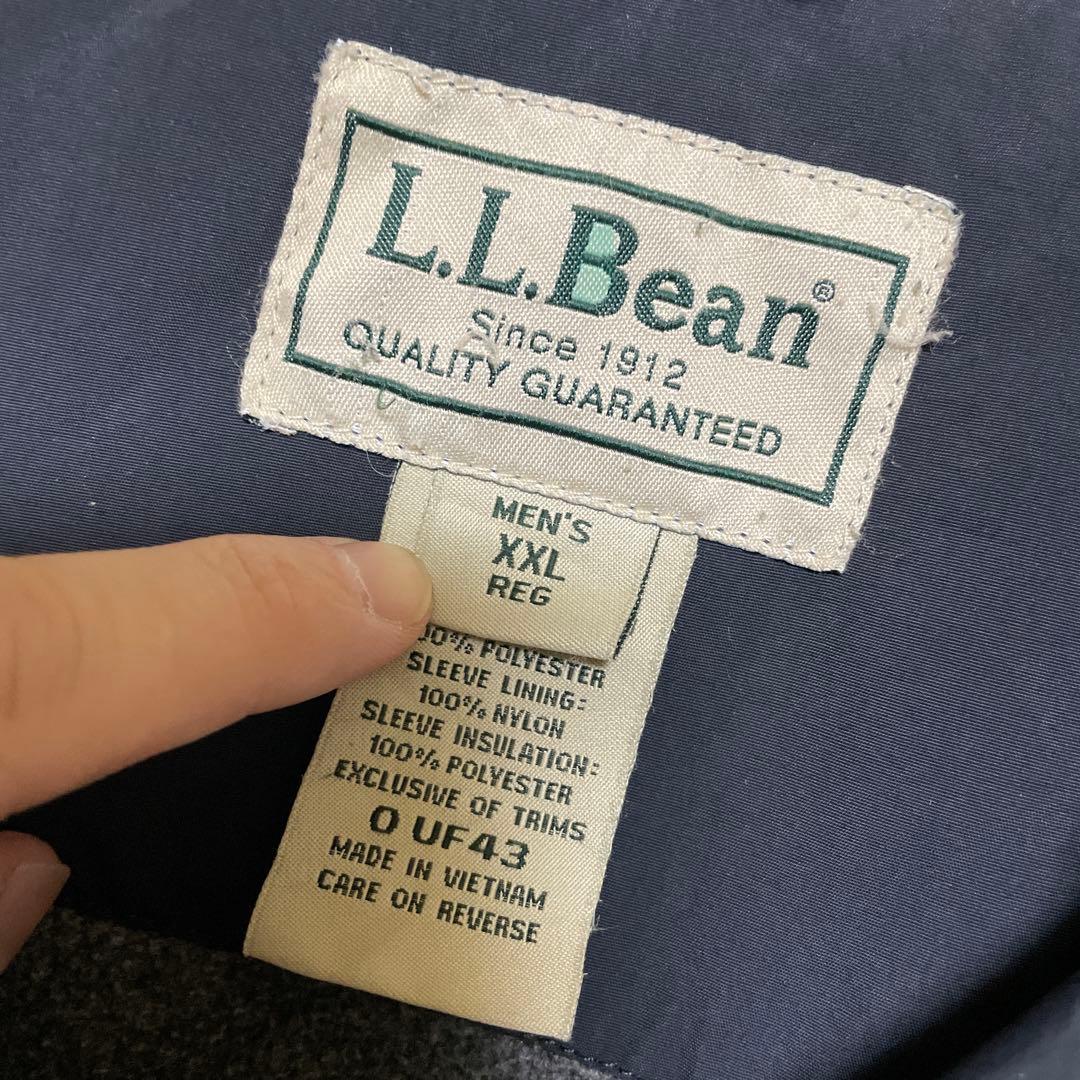 L.L.Bean®
Since 1912
QUALITY GUARANTEED
MEN'S
XXL
REG
00% POLYESTER
SLEEVE LINING:
100% NYLON
SLEEVE INSULATION:
100% POLYESTER
EXCLUSIVE OF TRIMS
0 UF43
MADE IN VIETNAM
CARE ON REVERSE